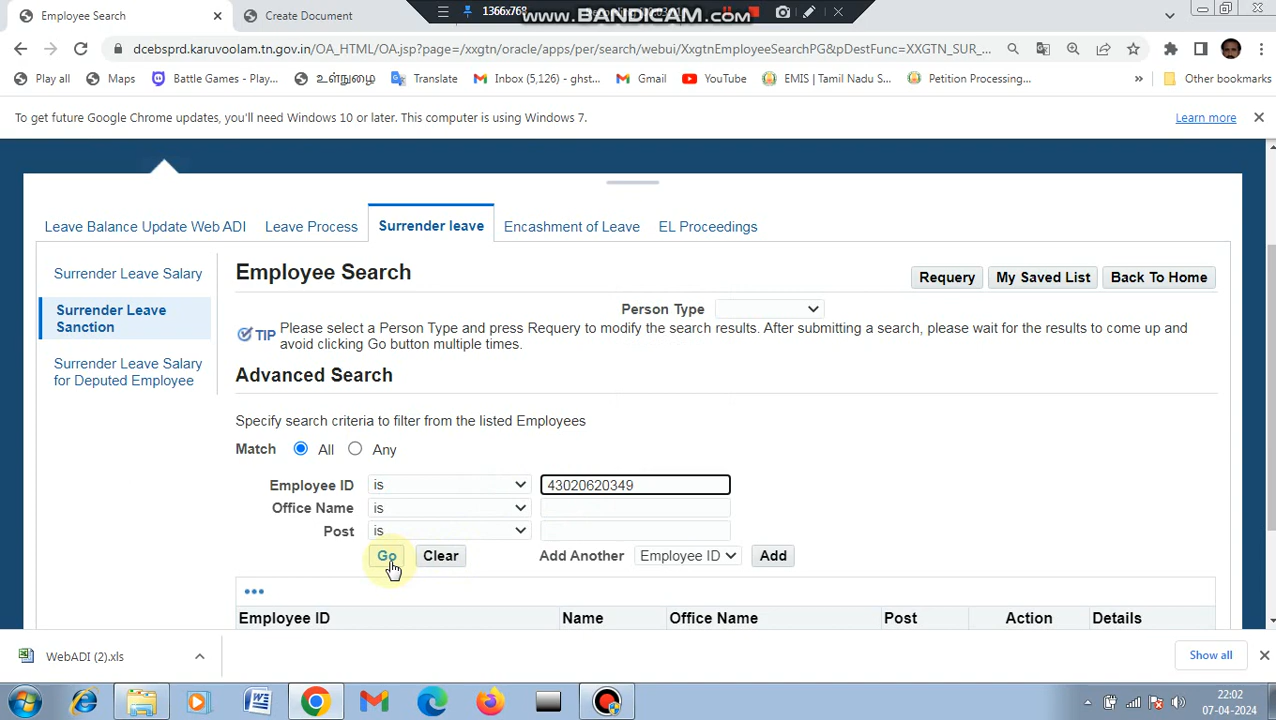 Employee Search
Create Document
1366x768
www.BANDICAM.com
dcebsprd.karuvoolam.tn.gov.in/OA_HTML/OA.jsp?page=/xxgtn/oracle/apps/per/search/webui/XxgtnEmployeeSearchPG&pDestFunc=XXGTN_SUR_...
Play all
Maps
Battle Games - Play...
உள்நுழை
Translate
Inbox (5,126) - ghst...
Gmail
YouTube
EMIS | Tamil Nadu S...
Petition Processing...
»
Other bookmarks
To get future Google Chrome updates, you'll need Windows 10 or later. This computer is using Windows 7.
Learn more
Leave Balance Update Web ADI
Leave Process
Surrender leave
Encashment of Leave
EL Proceedings
Surrender Leave Salary
Surrender Leave
Sanction
Surrender Leave Salary
for Deputed Employee
Employee Search
Requery
My Saved List
Back To Home
Person Type
TIP
Please select a Person Type and press Requery to modify the search results. After submitting a search, please wait for the results to come up and
avoid clicking Go button multiple times.
Advanced Search
Specify search criteria to filter from the listed Employees
Match
All
Any
Employee ID
is
43020620349
Office Name
is
Post
is
Go
Clear
Add Another
Employee ID
Add
Employee ID
Name
Office Name
Post
Action
Details
WebADI (2).xls
Show all
22:02
07-04-2024